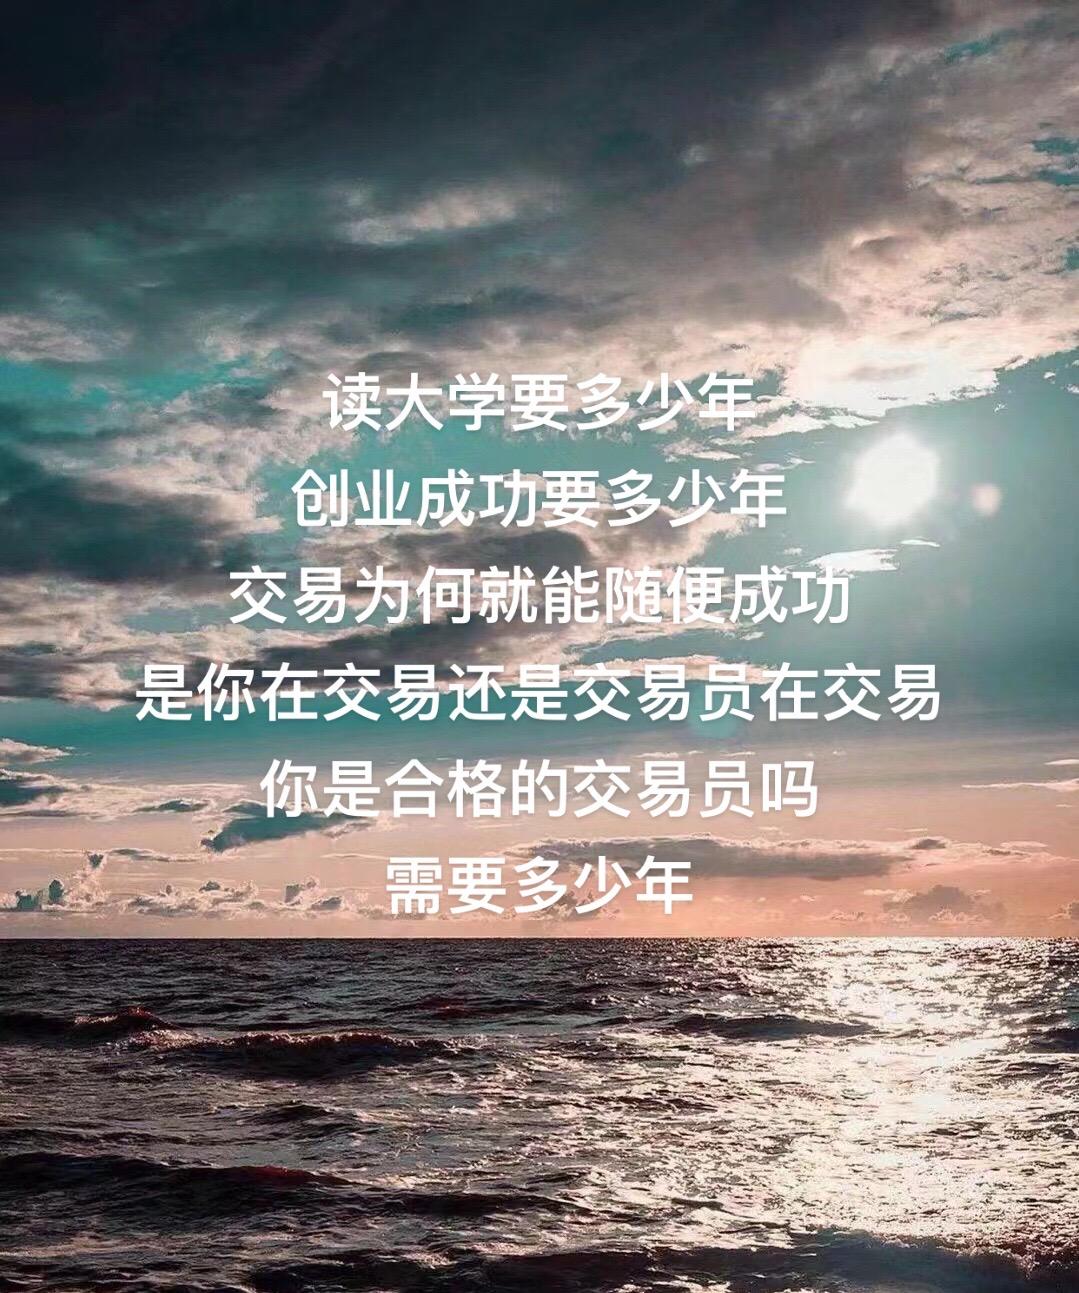 读大学要多少年
创业成功要多少年
交易为何就能随便成功
是你在交易还是交易员在交易
你是合格的交易员吗
需要多少年